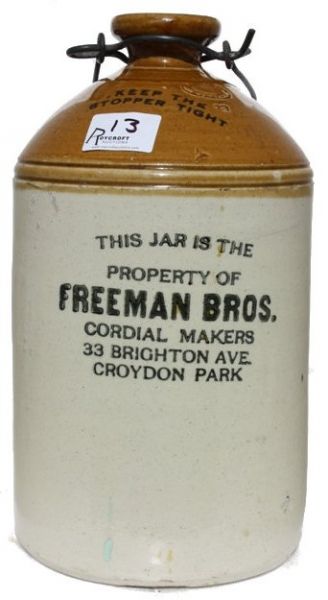 KEEP THE
STOPPER TIGHT
13
ROYCROFT
THIS JAR IS THE
PROPERTY OF
FREEMAN BROS.
CORDIAL MAKERS
33 BRIGHTON AVE.
CROYDON PARK